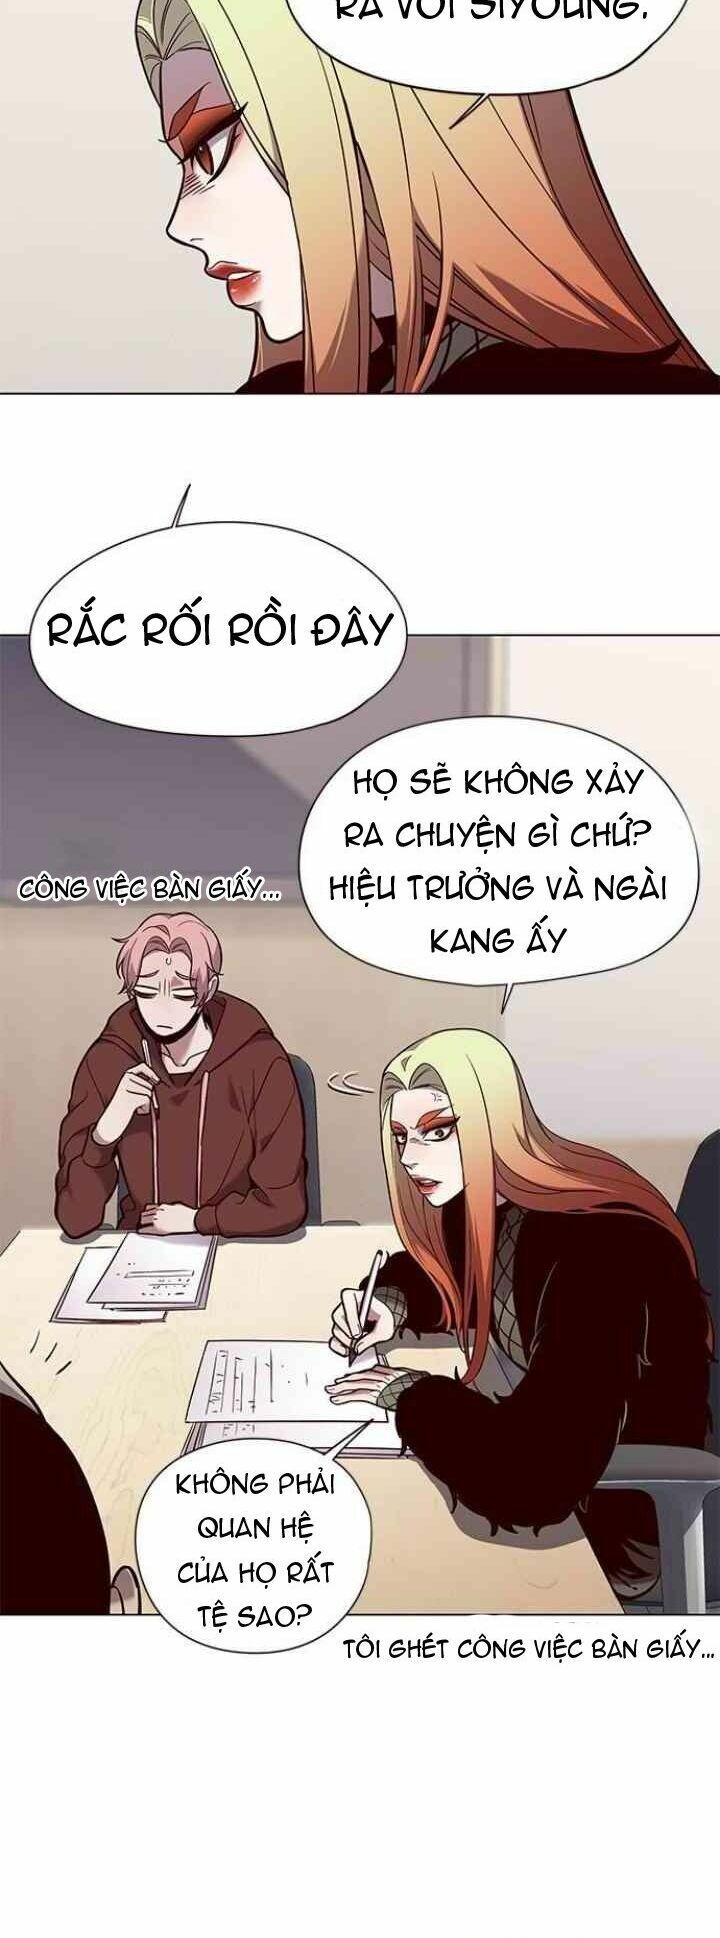 RA VỚI SIYOUNG.
RẮC RỐI RỒI ĐÂY
HỌ SẼ KHÔNG XẢY
RA CHUYỆN GÌ CHỨ?
HIỆU TRƯỞNG VÀ NGÀI
KANG ẤY
CÔNG VIỆC BÀN GIẤY...
KHÔNG PHẢI
QUAN HỆ
CỦA HỌ RẤT
TỆ SAO?
TÔI GHÉT CÔNG VIỆC BÀN GIẤY...